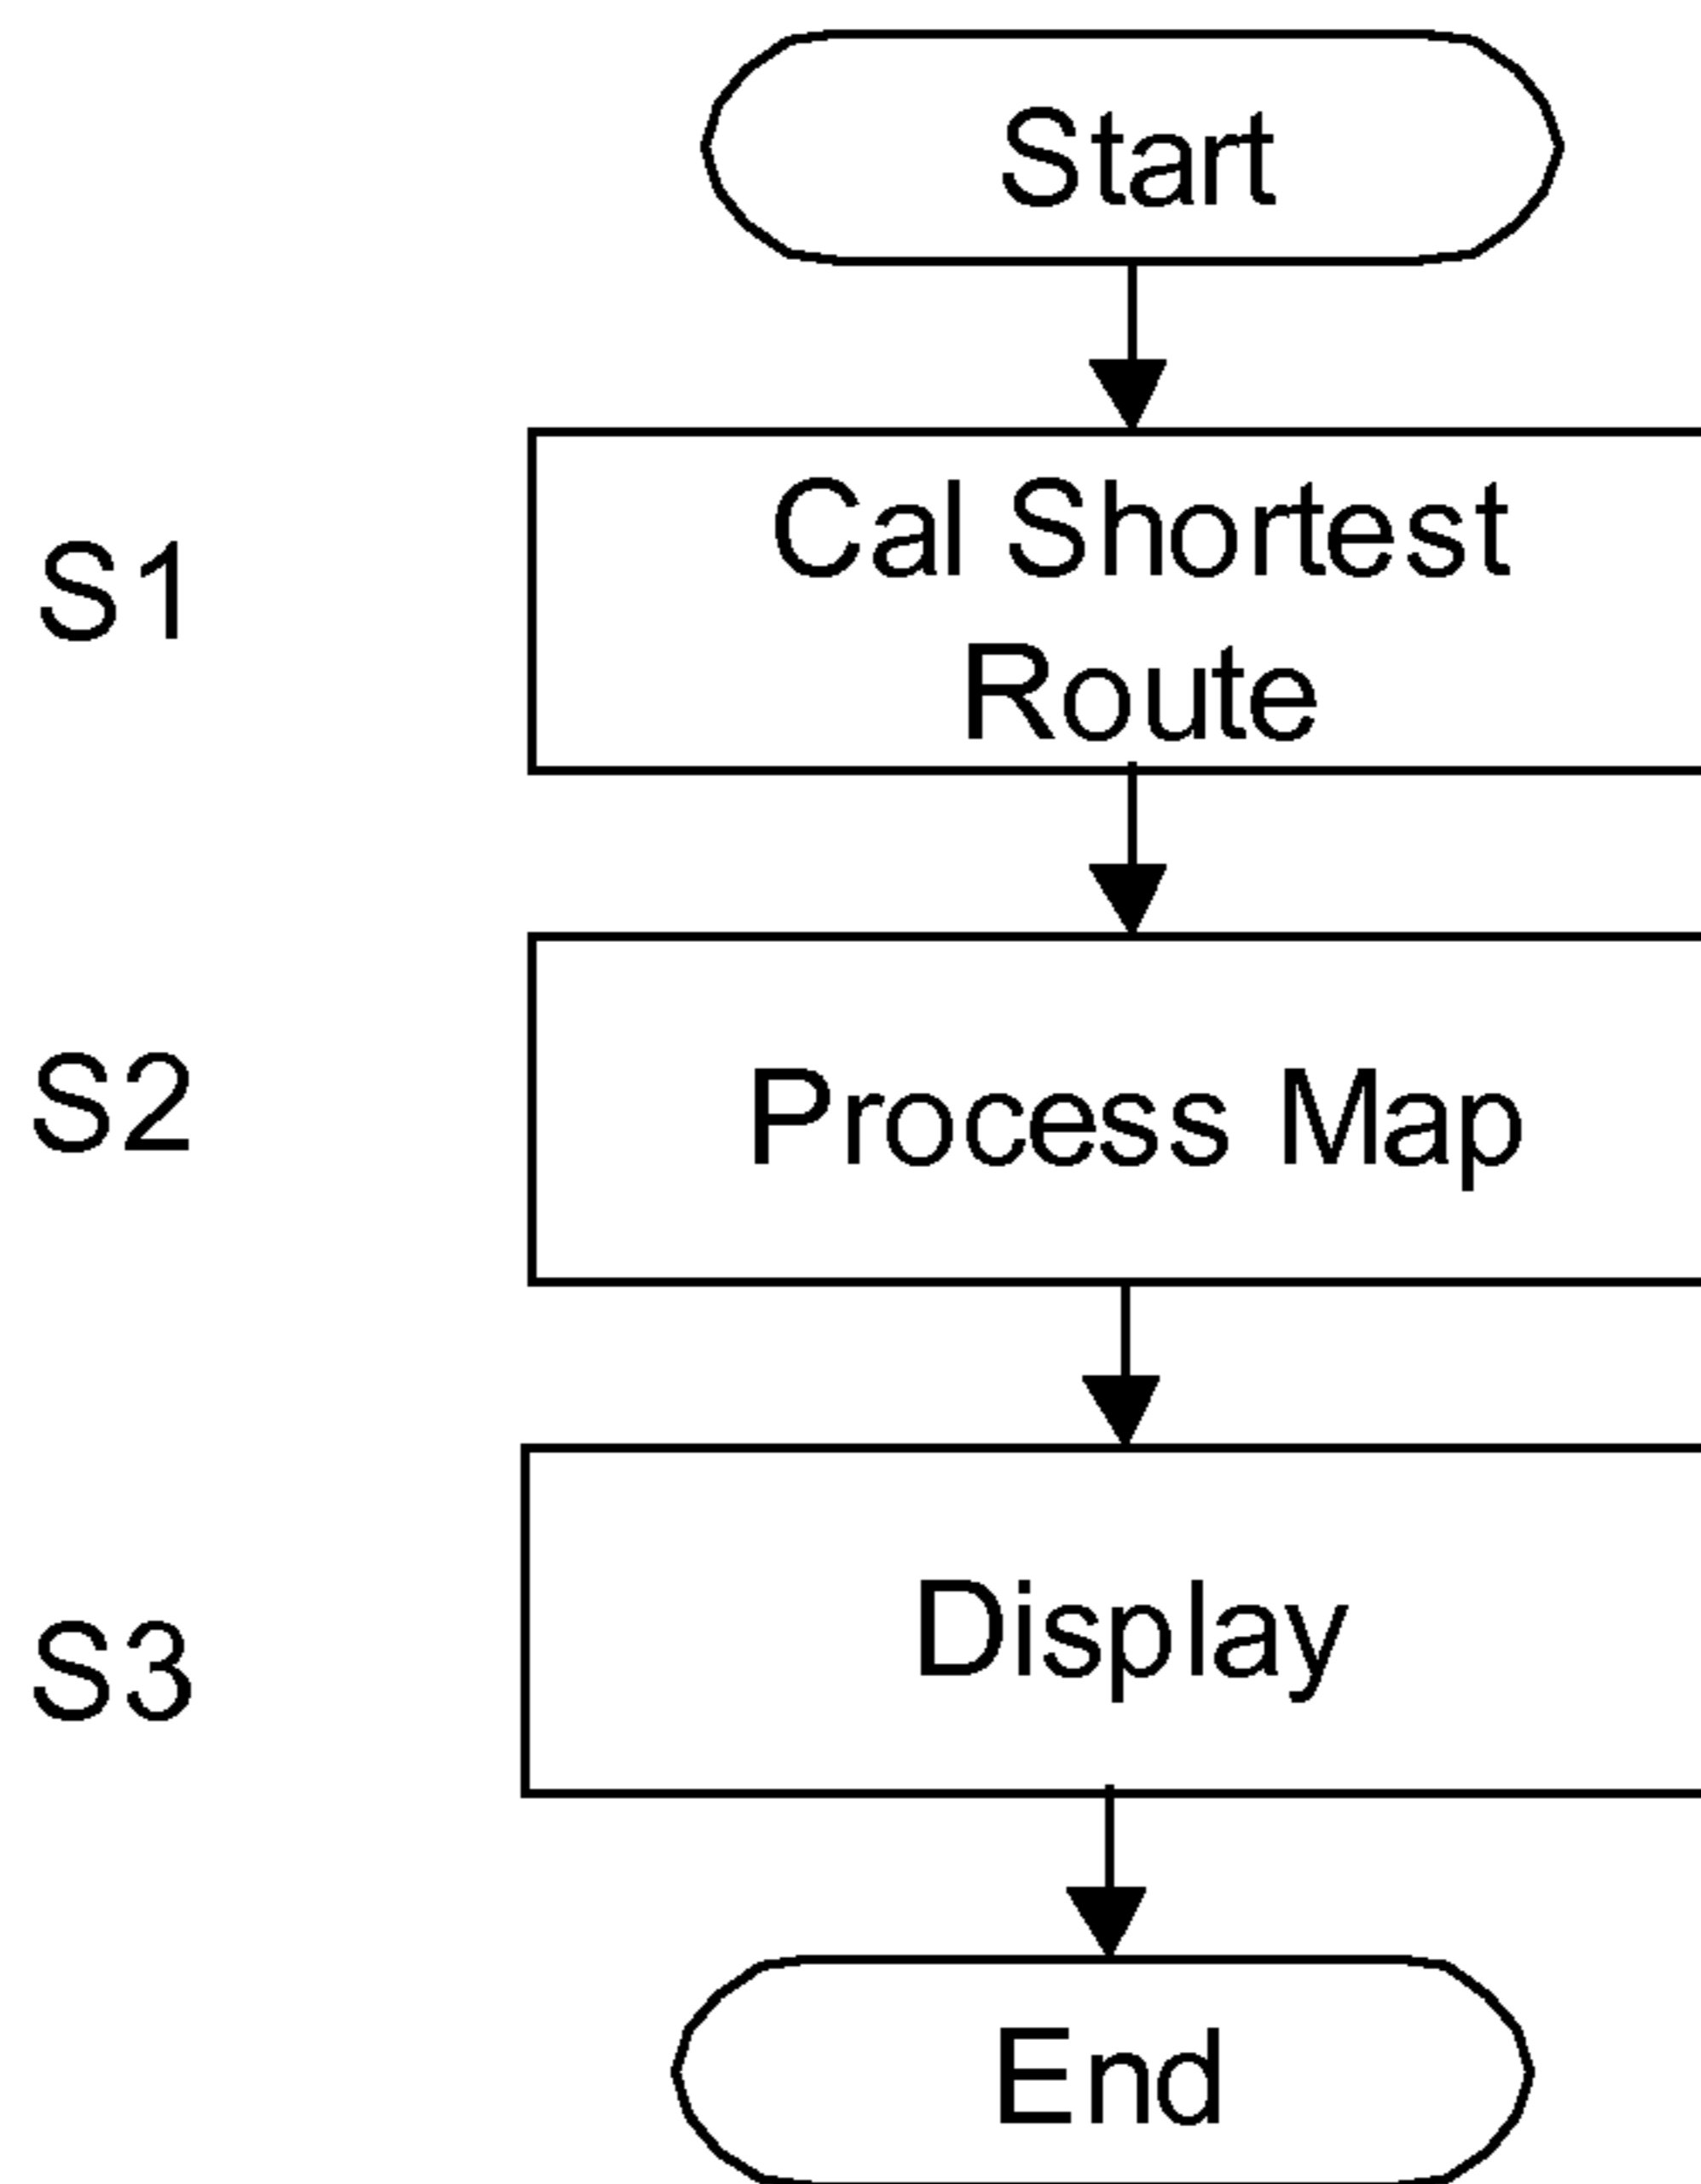 Start
S1
Cal Shortest
Route
S2
Process Map
S3
Display
End